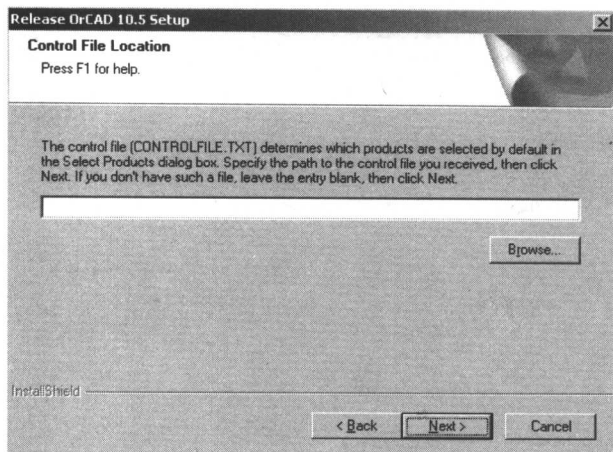 Release OrCAD 10.5 Setup
Control File Location
Press F1 for help.
The control file (CONTROLFILE.TXT) determines which products are selected by default in
the Select Products dialog box. Specify the path to the control file you received, then click
Next. If you don't have such a file, leave the entry blank, then click Next.
Browse...
InstallShield
< Back Next > Cancel